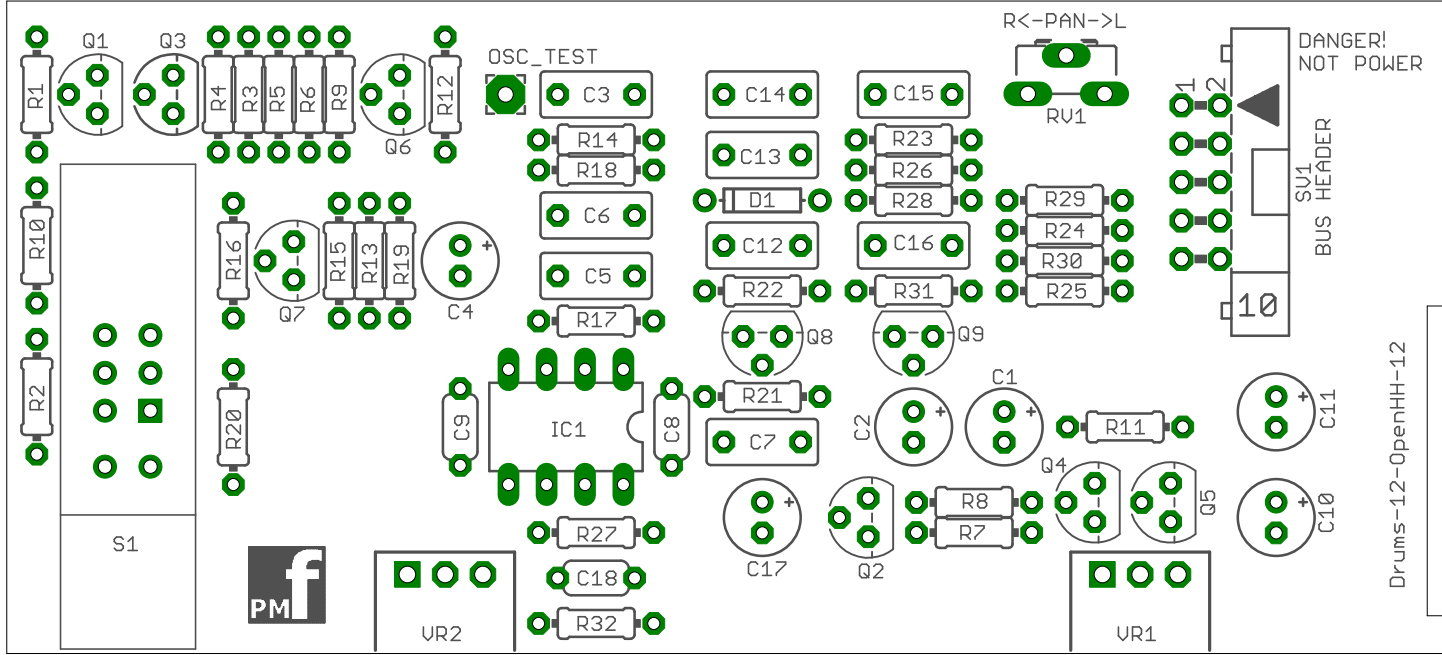 R<-PAN->L
DANGER!
NOT POWER
Q1
Q3
OSC_TEST
R1
R4
R3
R5
R6
R9
Q6
R12
C3
C14
C15
RV1
1
2
R14
R18
C13
R23
R26
R28
D1
SV1
BUS HEADER
10
R10
R16
Q7
R15
R13
R19
C4
C6
C5
R17
C12
R22
Q8
C16
R31
Q9
R29
R24
R30
R25
R2
R20
C9
IC1
C8
R21
C7
C2
C1
R11
C11
Drums-12-OpenHH-12
Q4
Q5
C10
R8
R7
C17
Q2
S1
PMf
R27
C18
R32
VR2
VR1